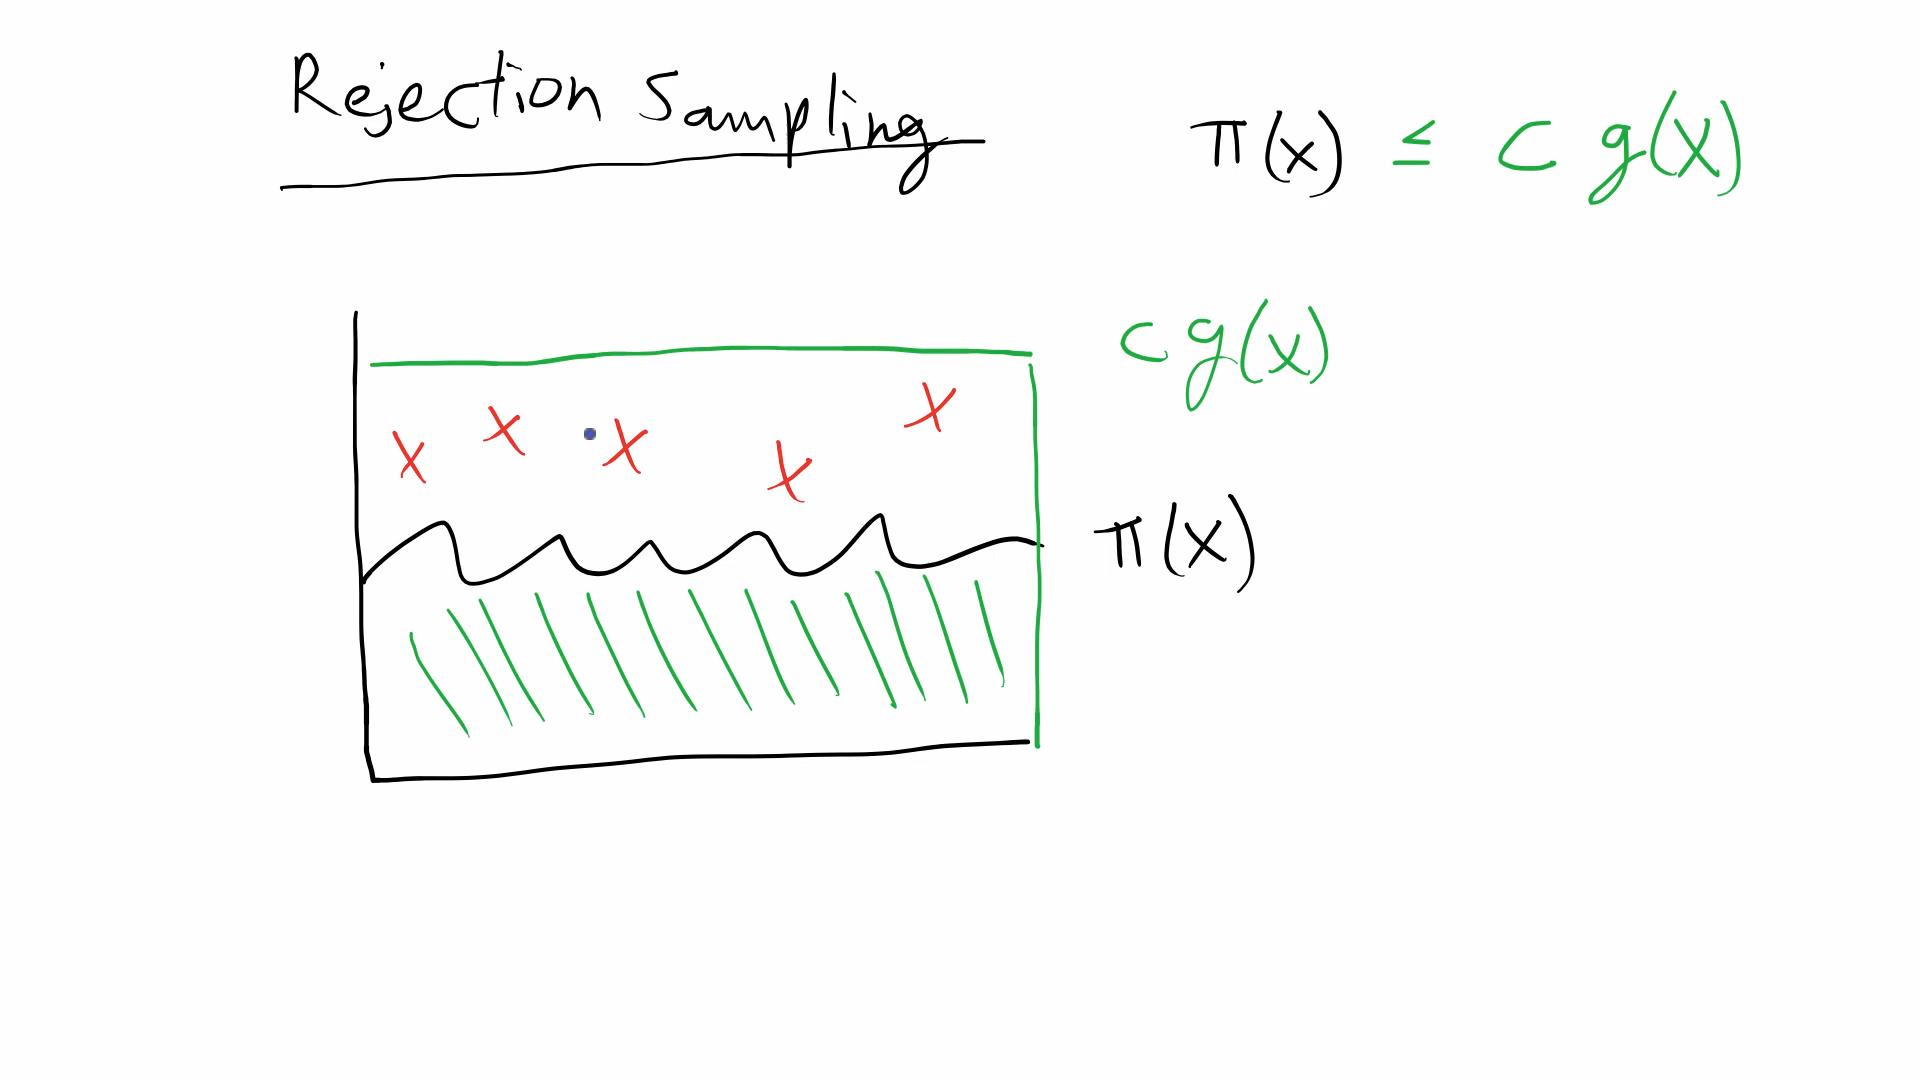 Rejection Sampling
π(x) ≤ c g(x)
c g(x)
x x x x x
π(x)